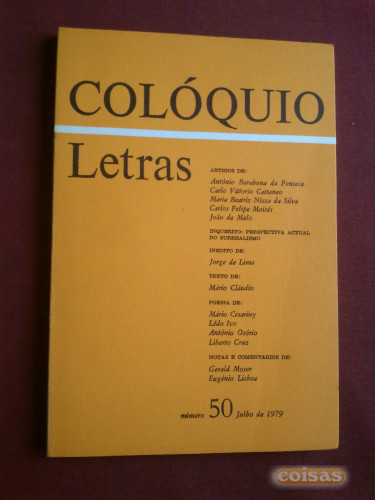 COLÓQUIO
Letras
ARTIGOS DE:
António Barahona da Fonseca
Carlo Vittorio Cattaneo
Maria Beatriz Nizza da Silva
Carlos Felipe Moisés
João de Melo
INQUÉRITO: PERSPECTIVA ACTUAL
DO SURREALISMO
INÉDITO DE:
Jorge de Lima
TEXTO DE:
Mário Cláudio
POESIA DE:
Mário Cesariny
Lêdo Ivo
António Osório
Liberto Cruz
NOTAS E COMENTÁRIOS DE:
Gerald Moser
Eugénio Lisboa
número 50 Julho de 1979
coisas